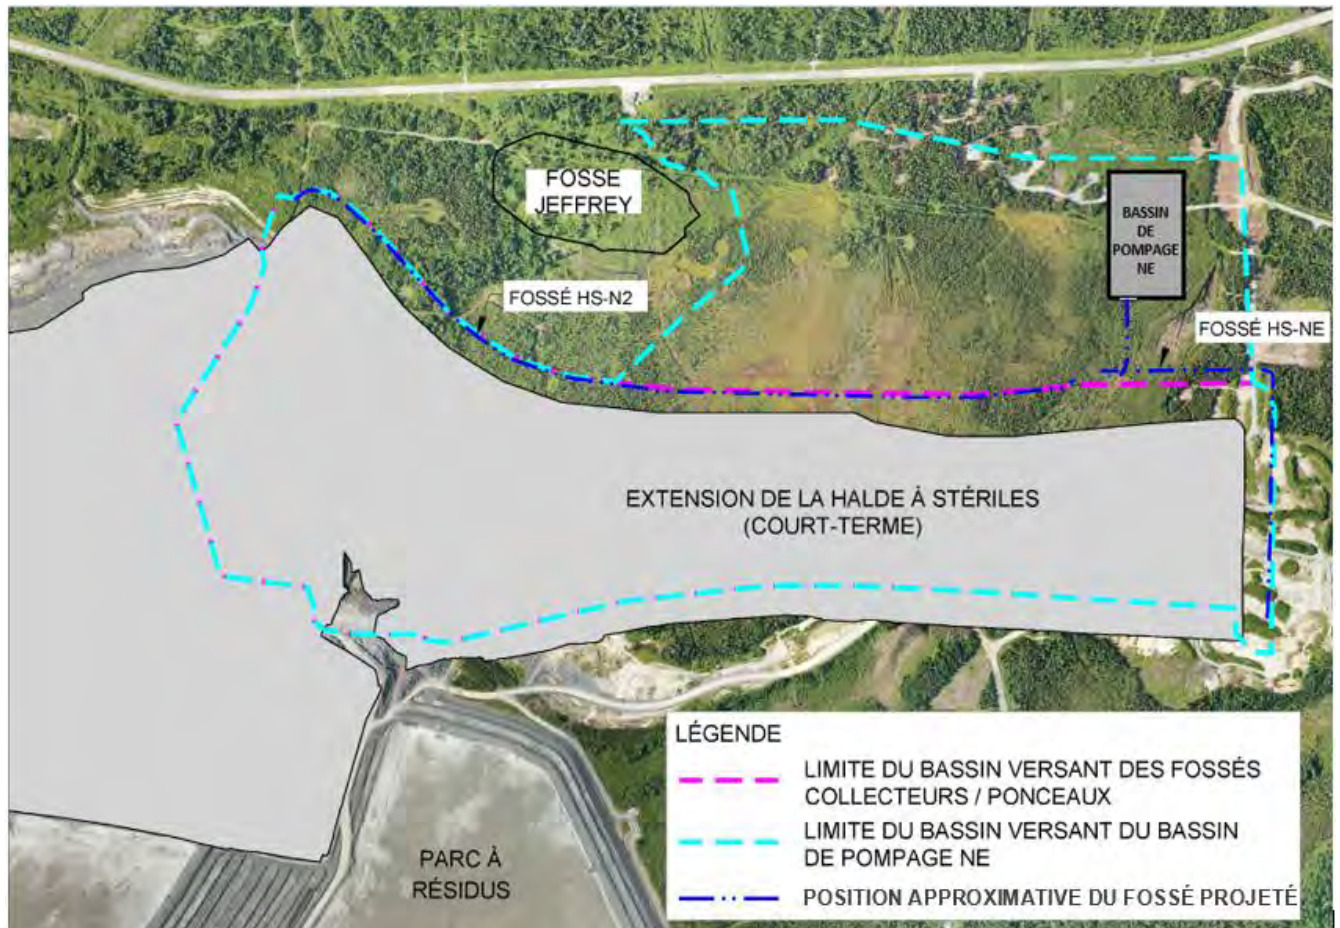 FOSSE
JEFFREY
BASSIN
DE
POMPAGE
NE
FOSSÉ HS-N2
FOSSÉ HS-NE
EXTENSION DE LA HALDE À STÉRILES
(COURT-TERME)
PARC À
RÉSIDUS
LÉGENDE
LIMITE DU BASSIN VERSANT DES FOSSÉS
COLLECTEURS / PONCEAUX
LIMITE DU BASSIN VERSANT DU BASSIN
DE POMPAGE NE
POSITION APPROXIMATIVE DU FOSSÉ PROJETÉ